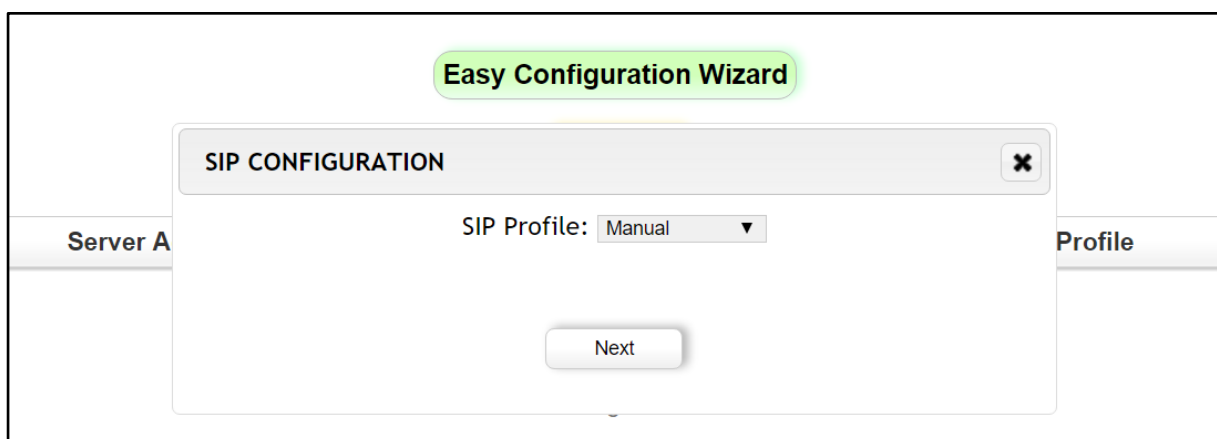 Easy Configuration Wizard
SIP CONFIGURATION
SIP Profile: Manual
Server A
Profile
Next